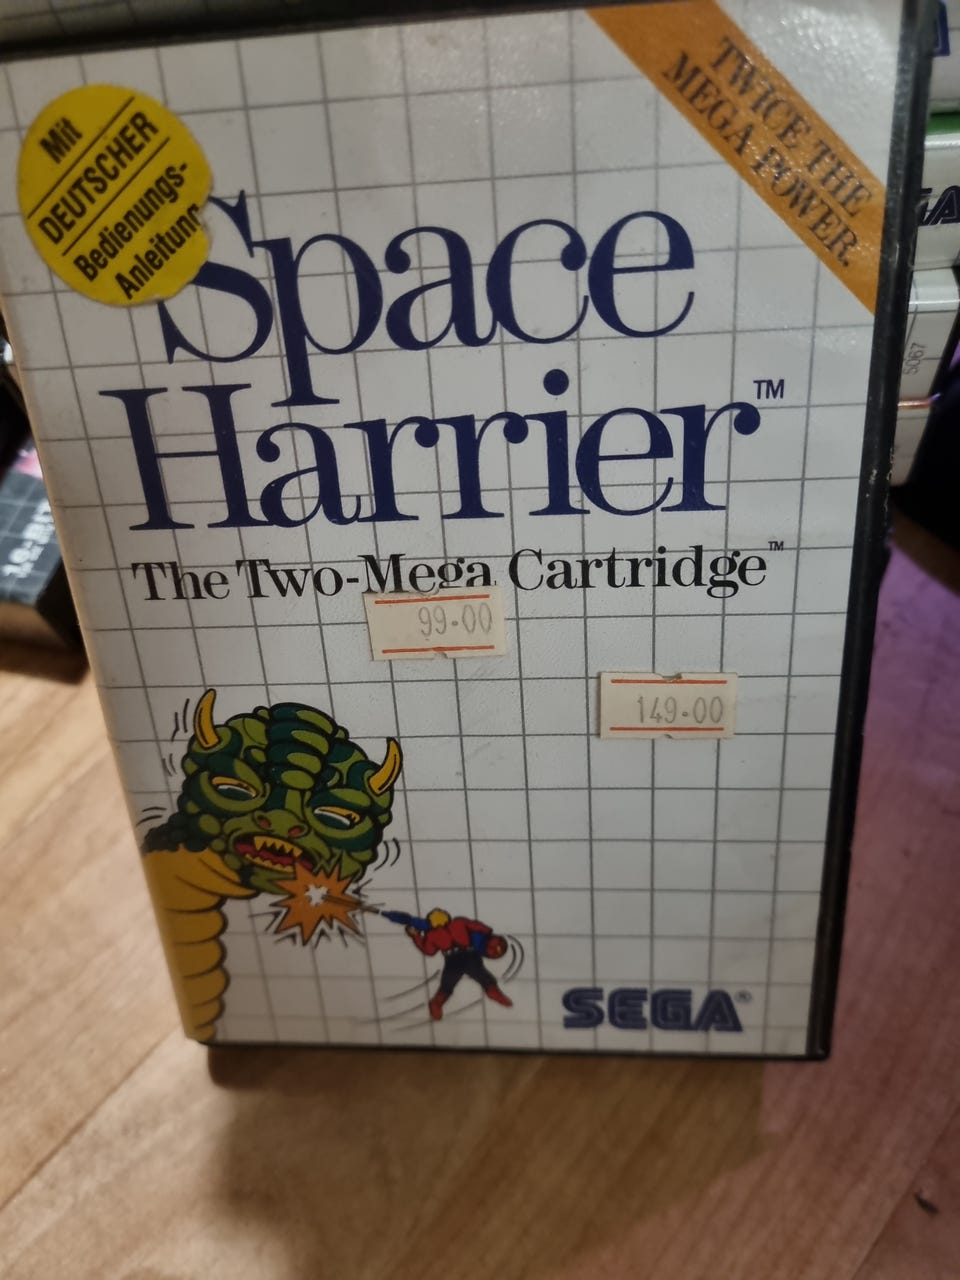 Mit
DEUTSCHER
Bedienungs-
Anleitung
TWICE THE
MEGA POWER.
Space
Harrier™
The Two-Mega Cartridge™
99.00
149.00
SEGA®
5067